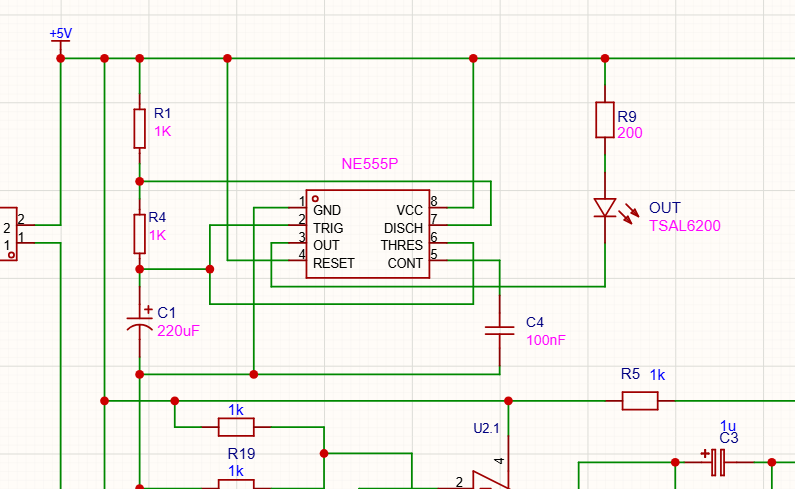 +5V
R1
1K
R9
200
NE555P
1 GND VCC 8
2 TRIG DISCH 7
3 OUT THRES 6
4 RESET CONT 5
R4
1K
OUT
TSAL6200
2 2
1 1
C1
220uF
C4
100nF
R5 1k
1k
U2.1
1u
C3
R19
1k
4
2